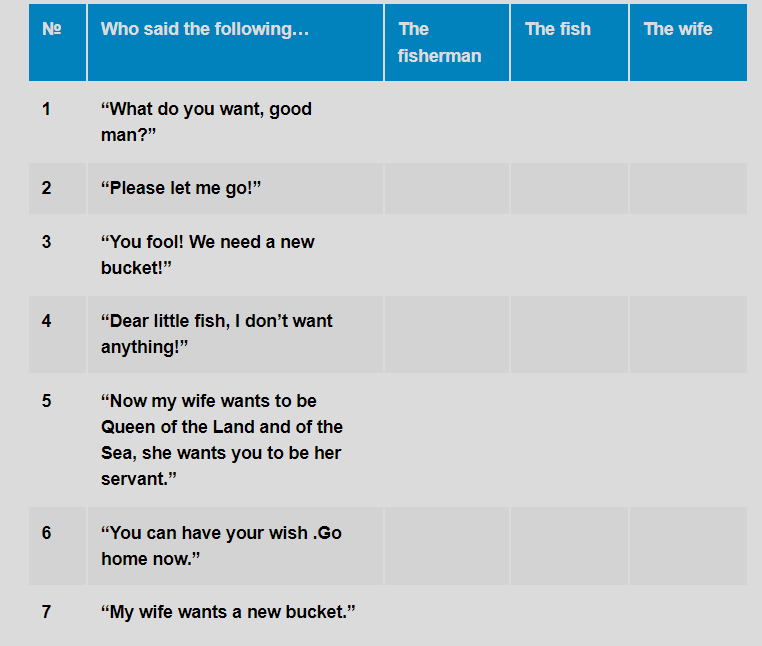 № Who said the following… The fisherman The fish The wife
1 “What do you want, good
man?”
2 “Please let me go!”
3 “You fool! We need a new
bucket!”
4 “Dear little fish, I don’t want
anything!”
5 “Now my wife wants to be
Queen of the Land and of the
Sea, she wants you to be her
servant.”
6 “You can have your wish .Go
home now.”
7 “My wife wants a new bucket.”